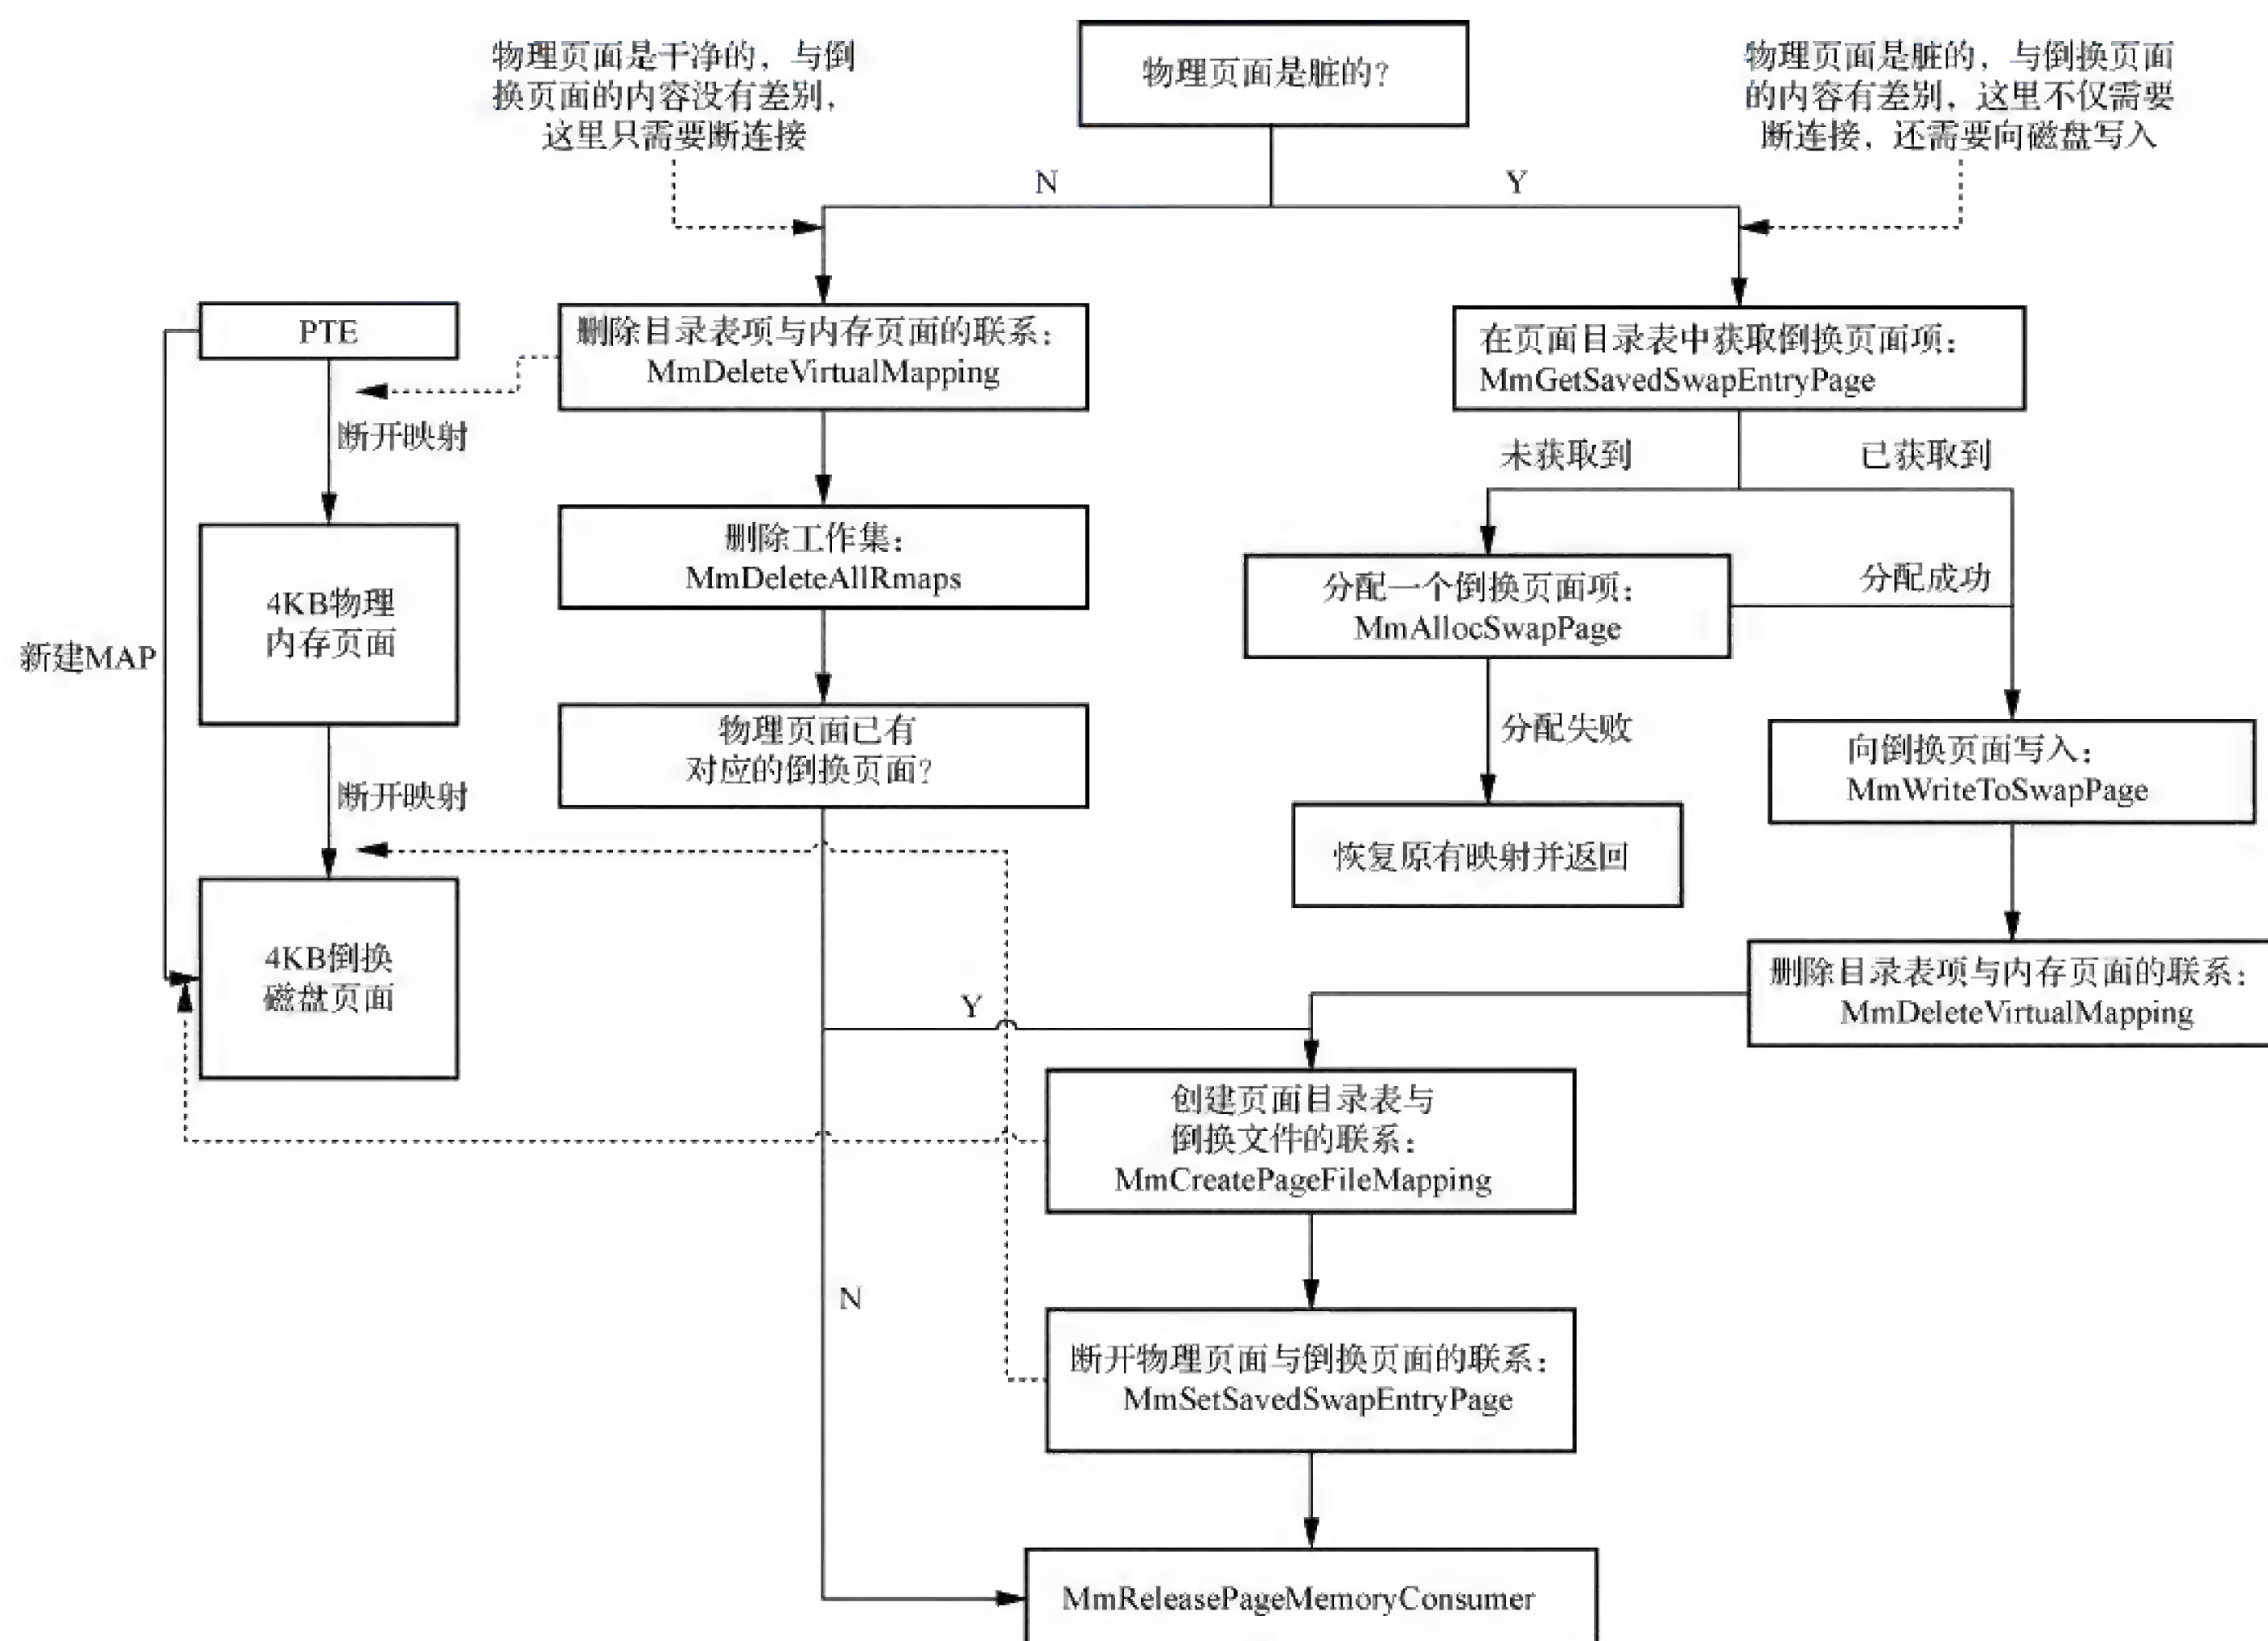 物理页面是干净的，与倒
换页面的内容没有差别，
这里只需要断连接
物理页面是脏的？
物理页面是脏的，与倒换页面
的内容有差别，这里不仅需要
断连接，还需要向磁盘写入
N
Y
PTE
删除目录表项与内存页面的联系：
MmDeleteVirtualMapping
在页面目录表中获取倒换页面项：
MmGetSavedSwapEntryPage
断开映射
未获取到
已获取到
删除工作集：
MmDeleteAllRmaps
4KB物理
内存页面
分配一个倒换页面项：
MmAllocSwapPage
分配成功
新建MAP
物理页面已有
对应的倒换页面？
分配失败
向倒换页面写入：
MmWriteToSwapPage
断开映射
恢复原有映射并返回
4KB倒换
磁盘页面
删除目录表项与内存页面的联系：
MmDeleteVirtualMapping
Y
创建页面目录表与
倒换文件的联系：
MmCreatePageFileMapping
N
断开物理页面与倒换页面的联系：
MmSetSavedSwapEntryPage
MmReleasePageMemoryConsumer